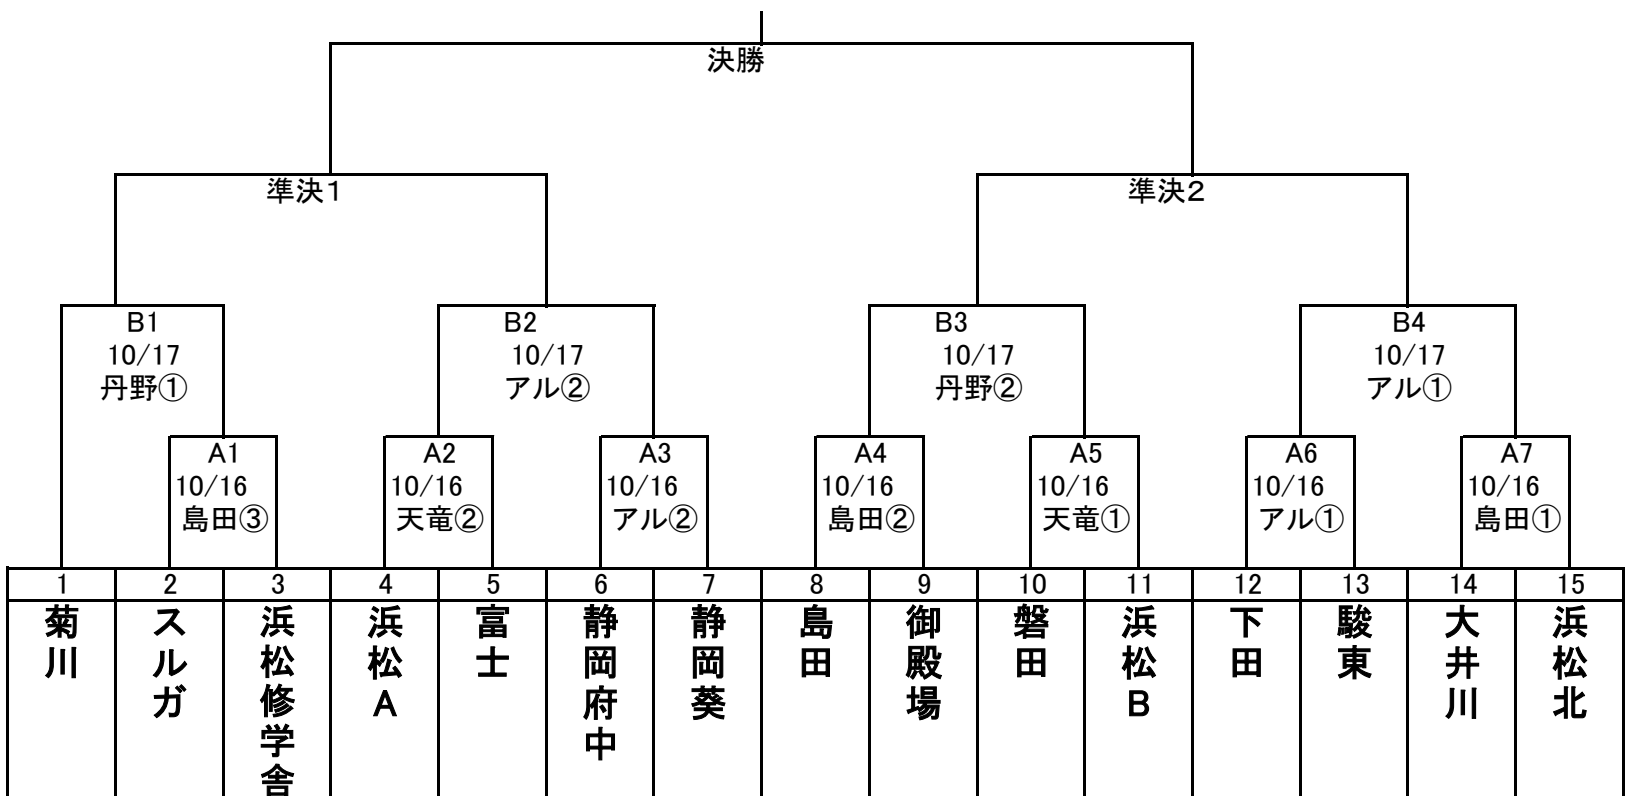 決勝
準決１
準決２
B1
10/17
丹野①
B2
10/17
アル②
B3
10/17
丹野②
B4
10/17
アル①
A1
10/16
島田③
A2
10/16
天竜②
A3
10/16
アル②
A4
10/16
島田②
A5
10/16
天竜①
A6
10/16
アル①
A7
10/16
島田①
1
2
3
4
5
6
7
8
9
10
11
12
13
14
15
菊川
スルガ
浜松修学舎
浜松A
富士
静岡府中
静岡葵
島田
御殿場
磐田
浜松B
下田
駿東
大井川
浜松北